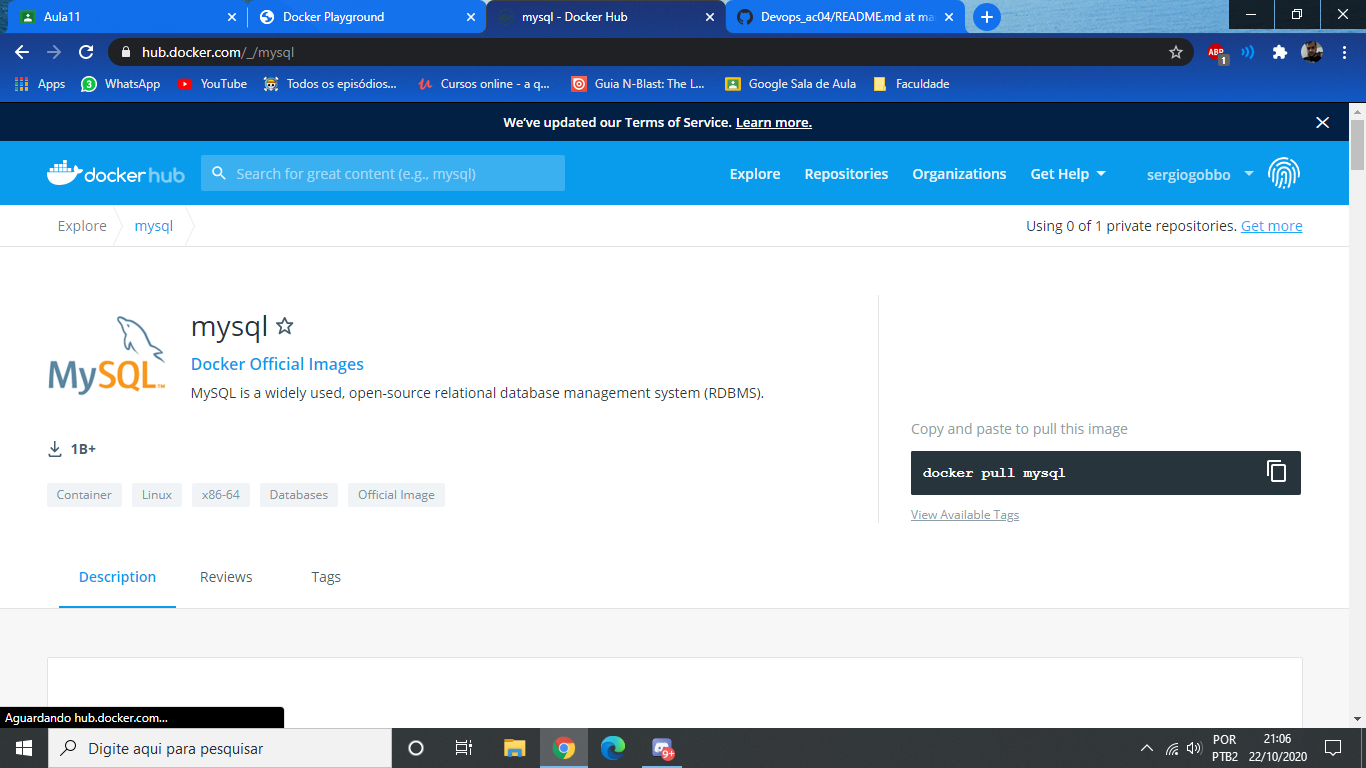 Aula11
Docker Playground
mysql - Docker Hub
Devops_ac04/README.md at ma
hub.docker.com/_/mysql
ABP
1
Apps
3
WhatsApp
YouTube
Todos os episódios...
Cursos online - a q...
Guia N-Blast: The L...
Google Sala de Aula
Faculdade
We've updated our Terms of Service. Learn more.
docker hub
Search for great content (e.g., mysql)
Explore
Repositories
Organizations
Get Help
sergiogobbo
Explore
mysql
Using 0 of 1 private repositories. Get more
MySQL™
mysql
Docker Official Images
MySQL is a widely used, open-source relational database management system (RDBMS).
1B+
Container
Linux
x86-64
Databases
Official Image
Copy and paste to pull this image
docker pull mysql
View Available Tags
Description
Reviews
Tags
Aguardando hub.docker.com...
Digite aqui para pesquisar
9+
POR
PTB2
21:06
22/10/2020